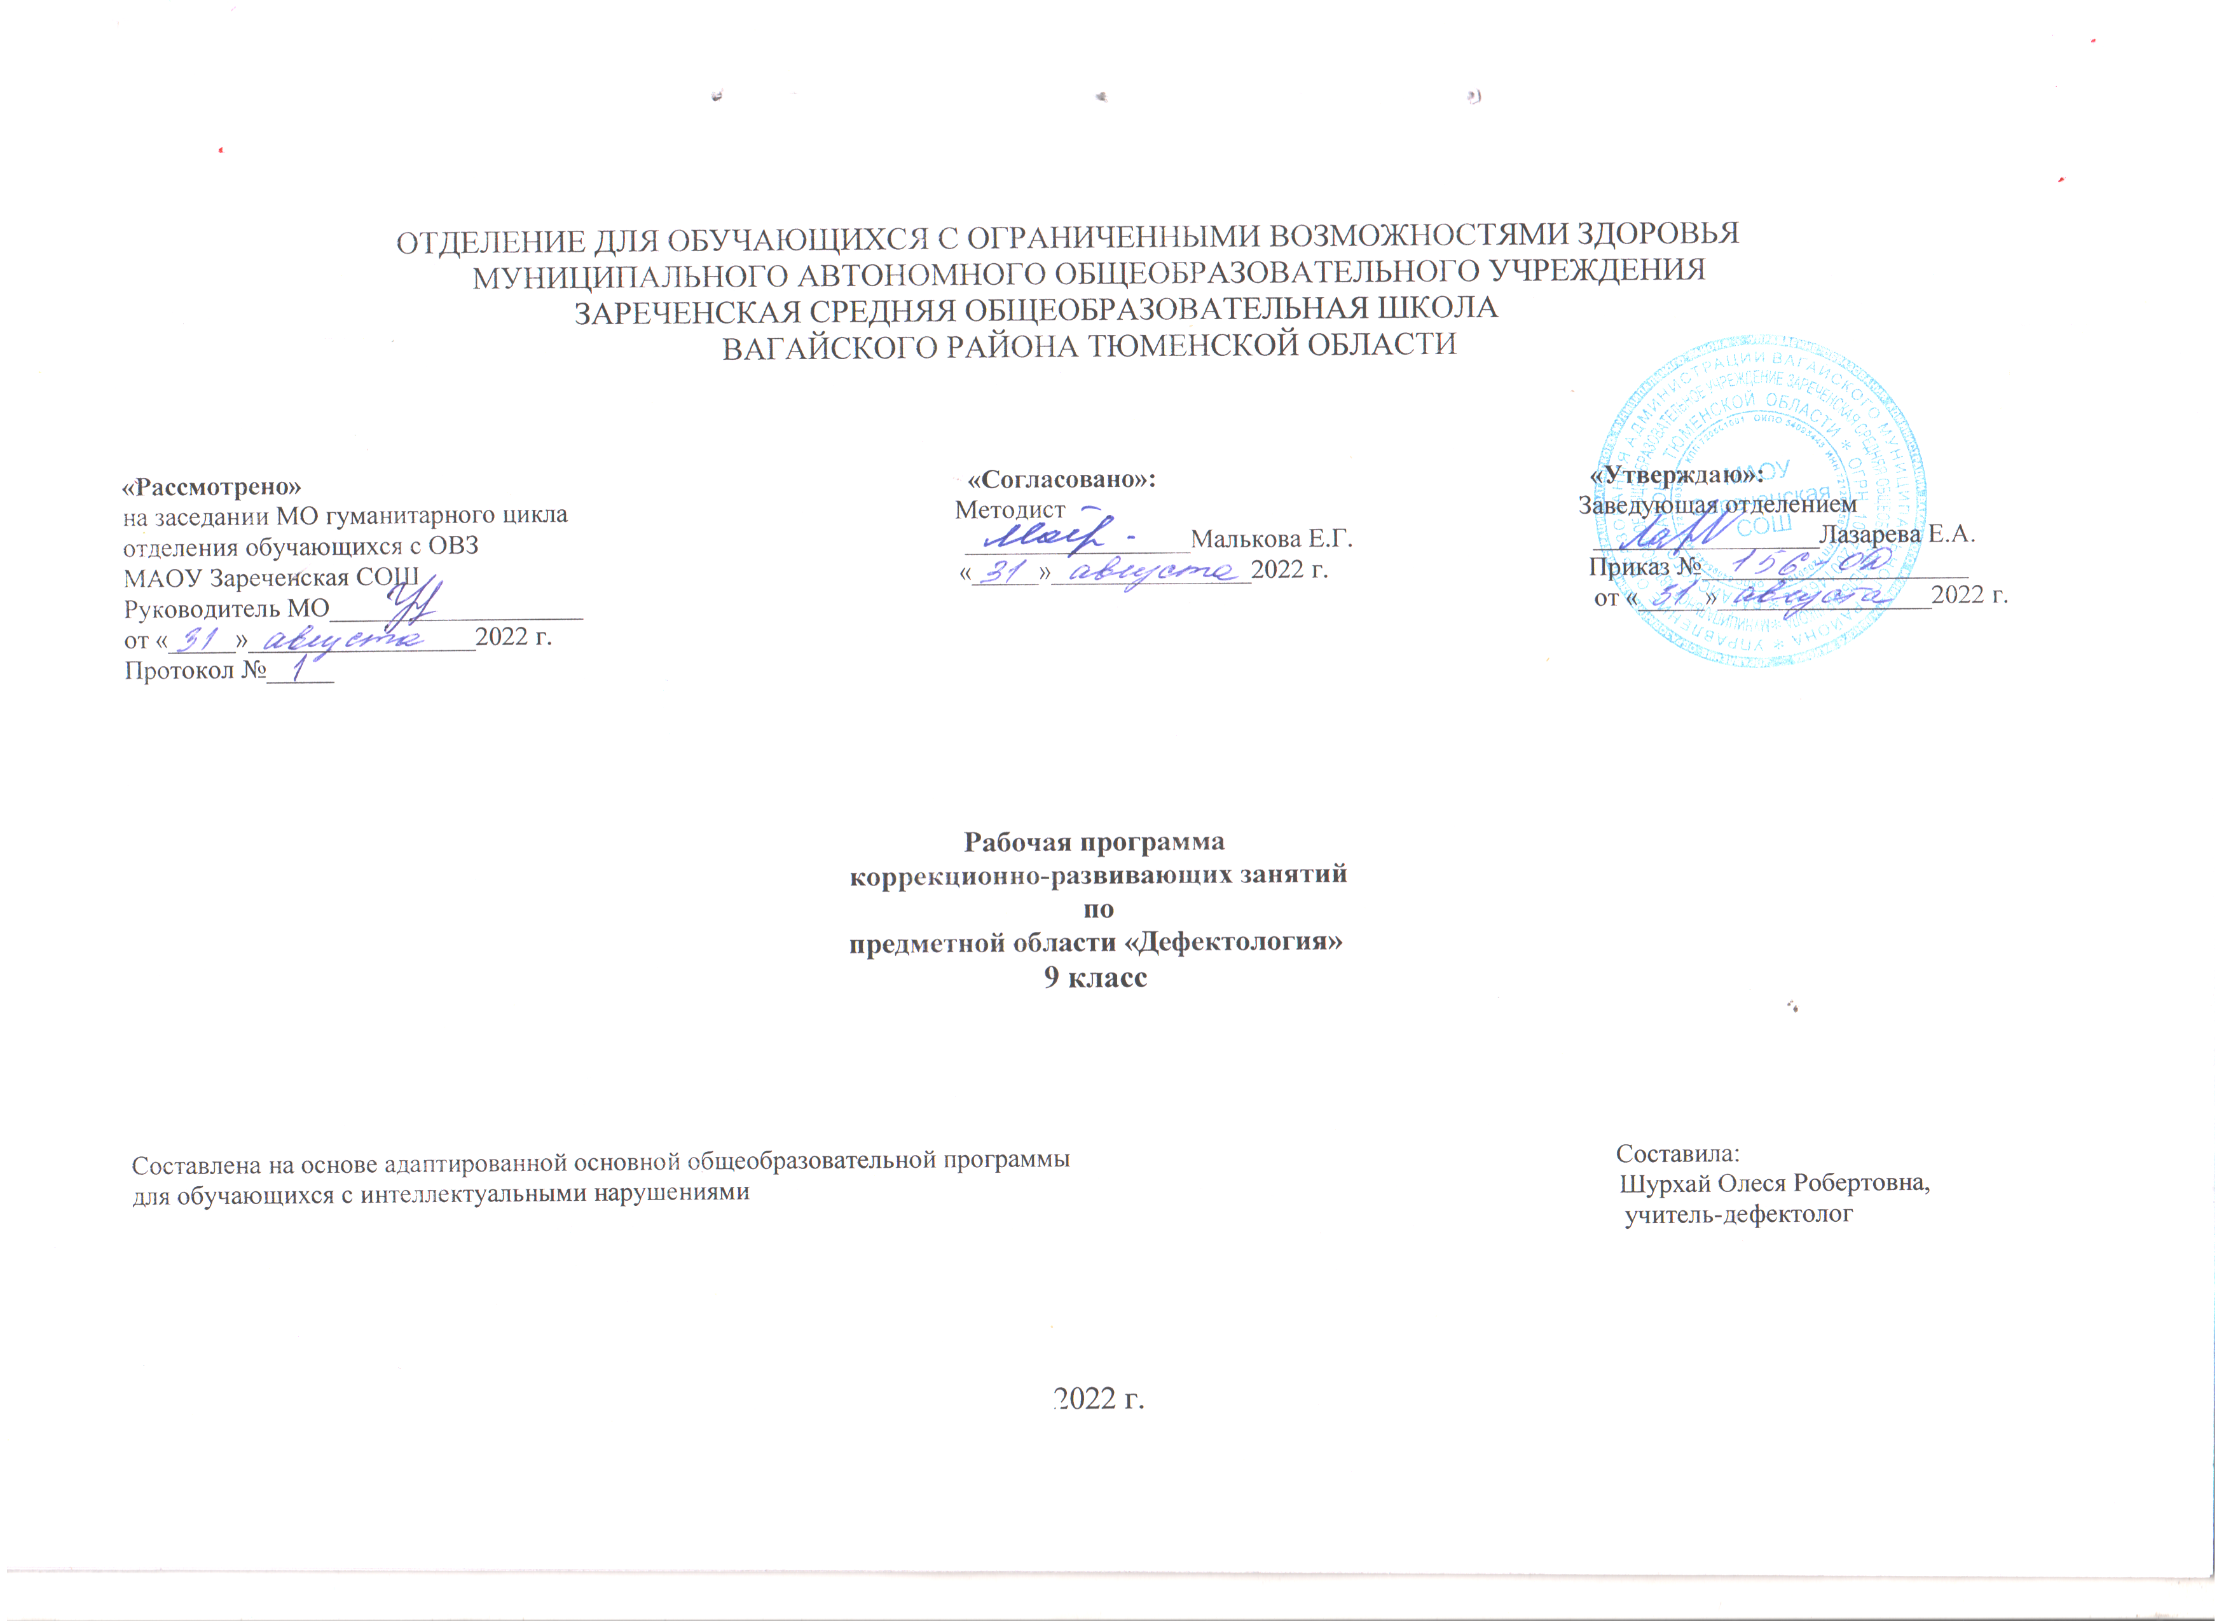 ОТДЕЛЕНИЕ ДЛЯ ОБУЧАЮЩИХСЯ С ОГРАНИЧЕННЫМИ ВОЗМОЖНОСТЯМИ ЗДОРОВЬЯ
МУНИЦИПАЛЬНОГО АВТОНОМНОГО ОБЩЕОБРАЗОВАТЕЛЬНОГО УЧРЕЖДЕНИЯ
ЗАРЕЧЕНСКАЯ СРЕДНЯЯ ОБЩЕОБРАЗОВАТЕЛЬНАЯ ШКОЛА
ВАГАЙСКОГО РАЙОНА ТЮМЕНСКОЙ ОБЛАСТИ
«Рассмотрено»
на заседании МО гуманитарного цикла
отделения обучающихся с ОВЗ
МАОУ Зареченская СОШ
Руководитель МО
от «31» августа 2022 г.
Протокол № 1
«Согласовано»:
Методист
Малькова Е.Г.
«31» августа 2022 г.
«Утверждаю»:
Заведующая отделением
Лазарева Е.А.
Приказ № 156-од
от «31» августа 2022 г.
МАОУ
Зареченская
СОШ
Рабочая программа
коррекционно-развивающих занятий
по
предметной области «Дефектология»
9 класс
Составлена на основе адаптированной основной общеобразовательной программы
для обучающихся с интеллектуальными нарушениями
Составила:
Шурхай Олеся Робертовна,
учитель-дефектолог
2022 г.